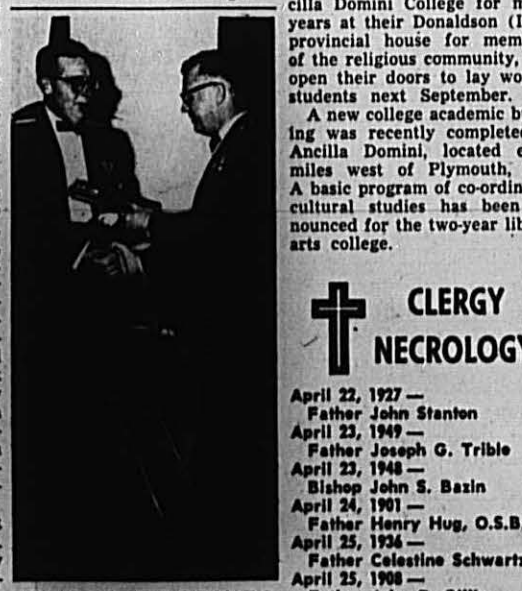 cilla Domini College for
years at their Donaldson
provincial house for mem
of the religious community,
open their doors to lay wo
students next September.
A new college academic b
ing was recently completed
Ancilla Domini, located e
miles west of Plymouth,
A basic program of co-ordin
cultural studies has been
nounced for the two-year lib
arts college.
CLERGY
NECROLOGY
April 22, 1927 —
Father John Stanton
April 23, 1949 —
Father Joseph G. Trible
April 23, 1948 —
Bishop John S. Bazin
April 24, 1901 —
Father Henry Hug, O.S.B.
April 25, 1936 —
Father Celestine Schwart
April 25, 1908 —